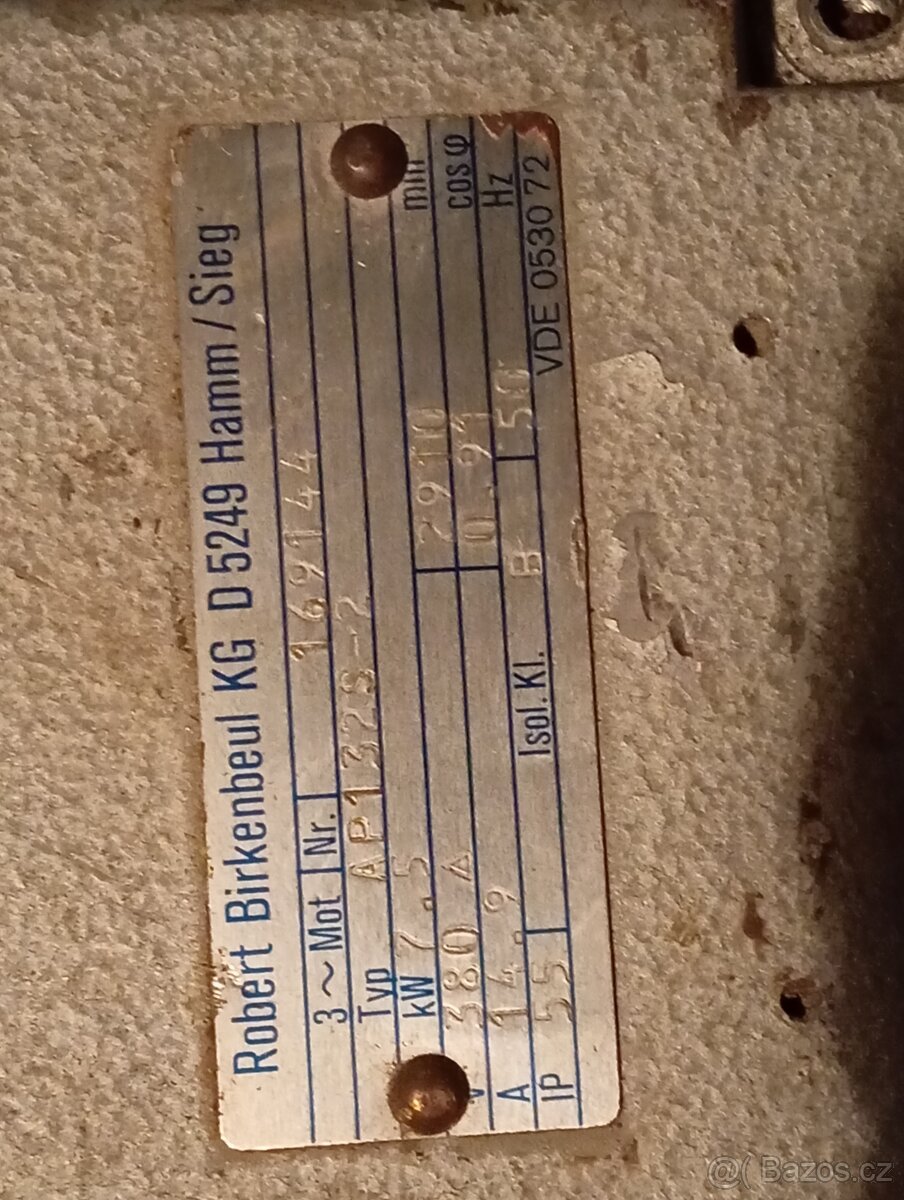 Robert Birkenbeul KG D 5249 Hamm/Sieg
3 ~ Mot Nr. 169144
Typ AP132S-2
kW 7.5 2910 min
V 380 △ 0.91 cos φ
A 14.9 50 Hz
IP 55 Isol. Kl. B VDE 0530 72
@( Bazoš.cz